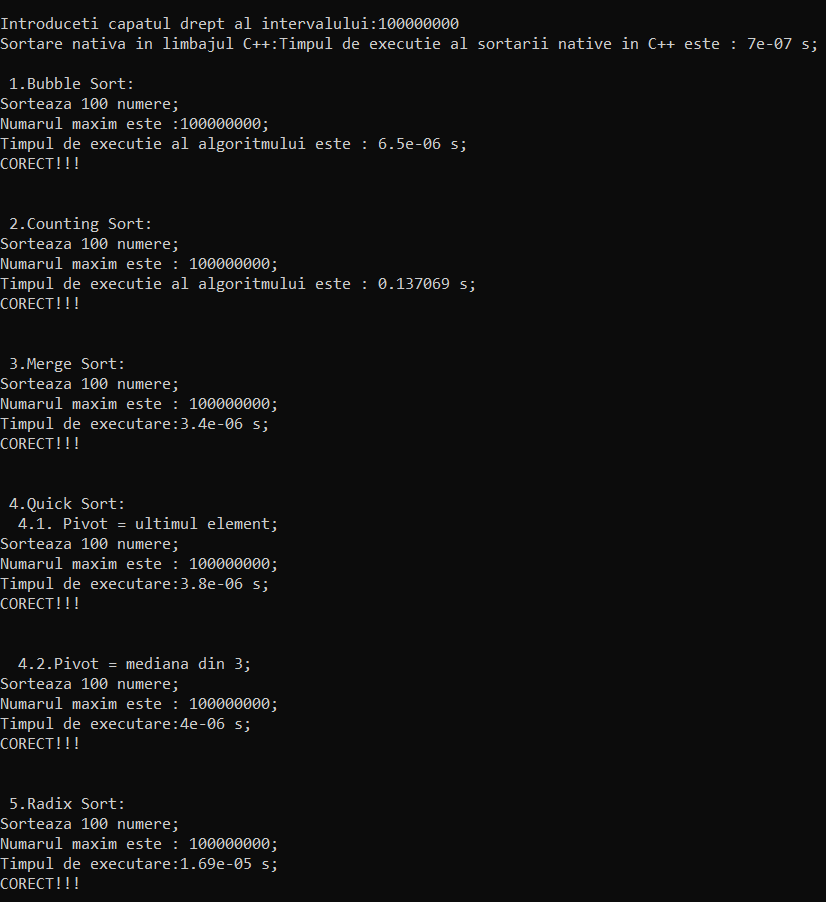 Introduceti capatul drept al intervalului:100000000
Sortare nativa in limbajul C++:Timpul de executie al sortarii native in C++ este : 7e-07 s;
1.Bubble Sort:
Sorteaza 100 numere;
Numarul maxim este :100000000;
Timpul de executie al algoritmului este : 6.5e-06 s;
CORECT!!!
2.Counting Sort:
Sorteaza 100 numere;
Numarul maxim este : 100000000;
Timpul de executie al algoritmului este : 0.137069 s;
CORECT!!!
3.Merge Sort:
Sorteaza 100 numere;
Numarul maxim este : 100000000;
Timpul de executare:3.4e-06 s;
CORECT!!!
4.Quick Sort:
4.1. Pivot = ultimul element;
Sorteaza 100 numere;
Numarul maxim este : 100000000;
Timpul de executare:3.8e-06 s;
CORECT!!!
4.2.Pivot = mediana din 3;
Sorteaza 100 numere;
Numarul maxim este : 100000000;
Timpul de executare:4e-06 s;
CORECT!!!
5.Radix Sort:
Sorteaza 100 numere;
Numarul maxim este : 100000000;
Timpul de executare:1.69e-05 s;
CORECT!!!